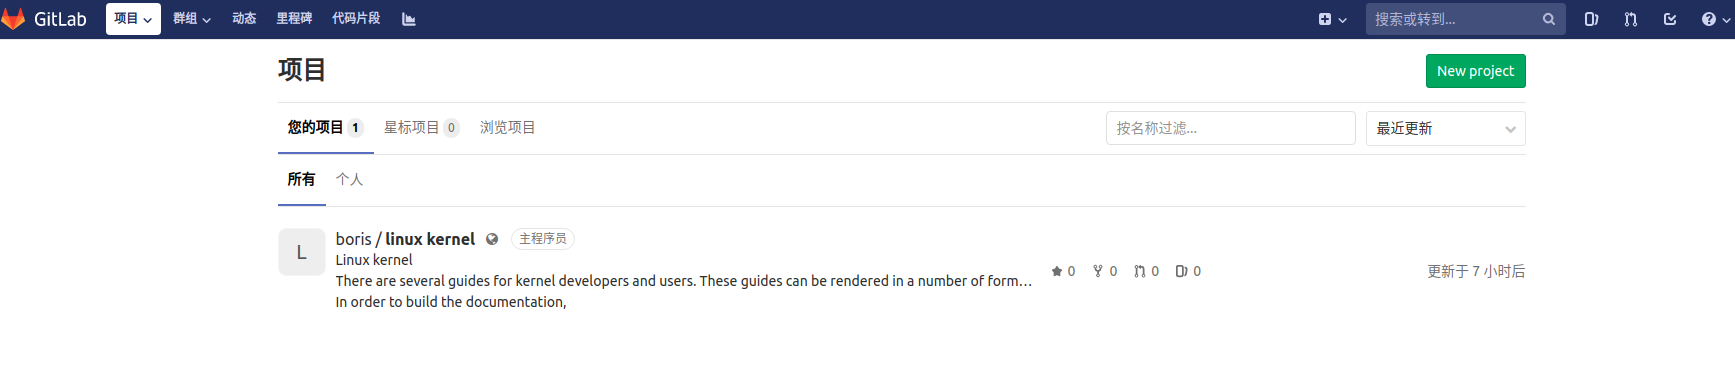 GitLab 项目 群组 动态 里程碑 代码片段 搜索或转到...
项目 New project
您的项目 1 星标项目 0 浏览项目 按名称过滤... 最近更新
所有 个人
L boris / linux kernel 主程序员
Linux kernel
There are several guides for kernel developers and users. These guides can be rendered in a number of form... 0 0 0 0 更新于 7 小时后
In order to build the documentation,